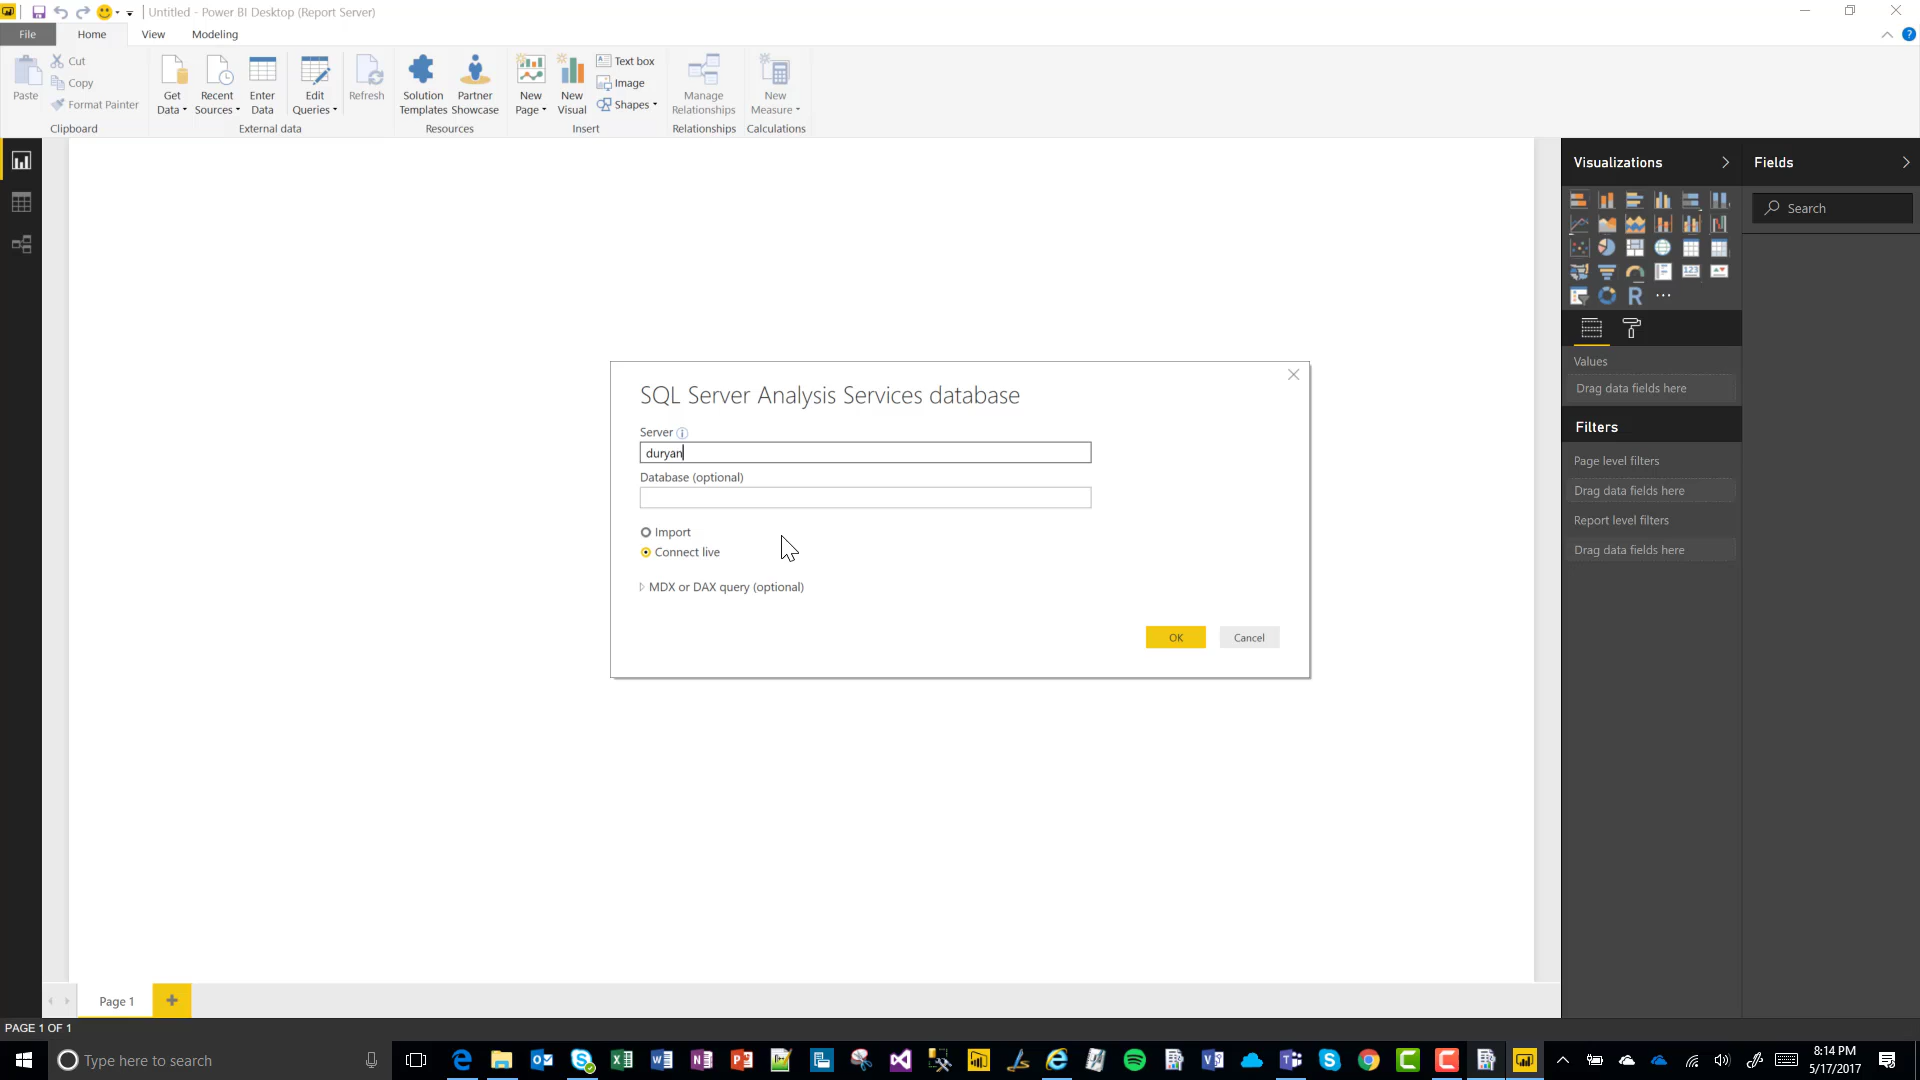 Untitled - Power BI Desktop (Report Server)
File Home View Modeling
Paste
Cut
Copy
Format Painter
Clipboard
Get Data
Recent Sources
Enter Data
Edit Queries
Refresh
External data
Solution Templates
Partner Showcase
Resources
New Page
New Visual
Text box
Image
Shapes
Insert
Manage Relationships
Relationships
New Measure
Calculations
Visualizations
Fields
Search
R
123
Values
Drag data fields here
Filters
Page level filters
Drag data fields here
Report level filters
Drag data fields here
SQL Server Analysis Services database
Server
duryan
Database (optional)
Import
Connect live
MDX or DAX query (optional)
OK
Cancel
Page 1
PAGE 1 OF 1
Type here to search
8:14 PM
5/17/2017